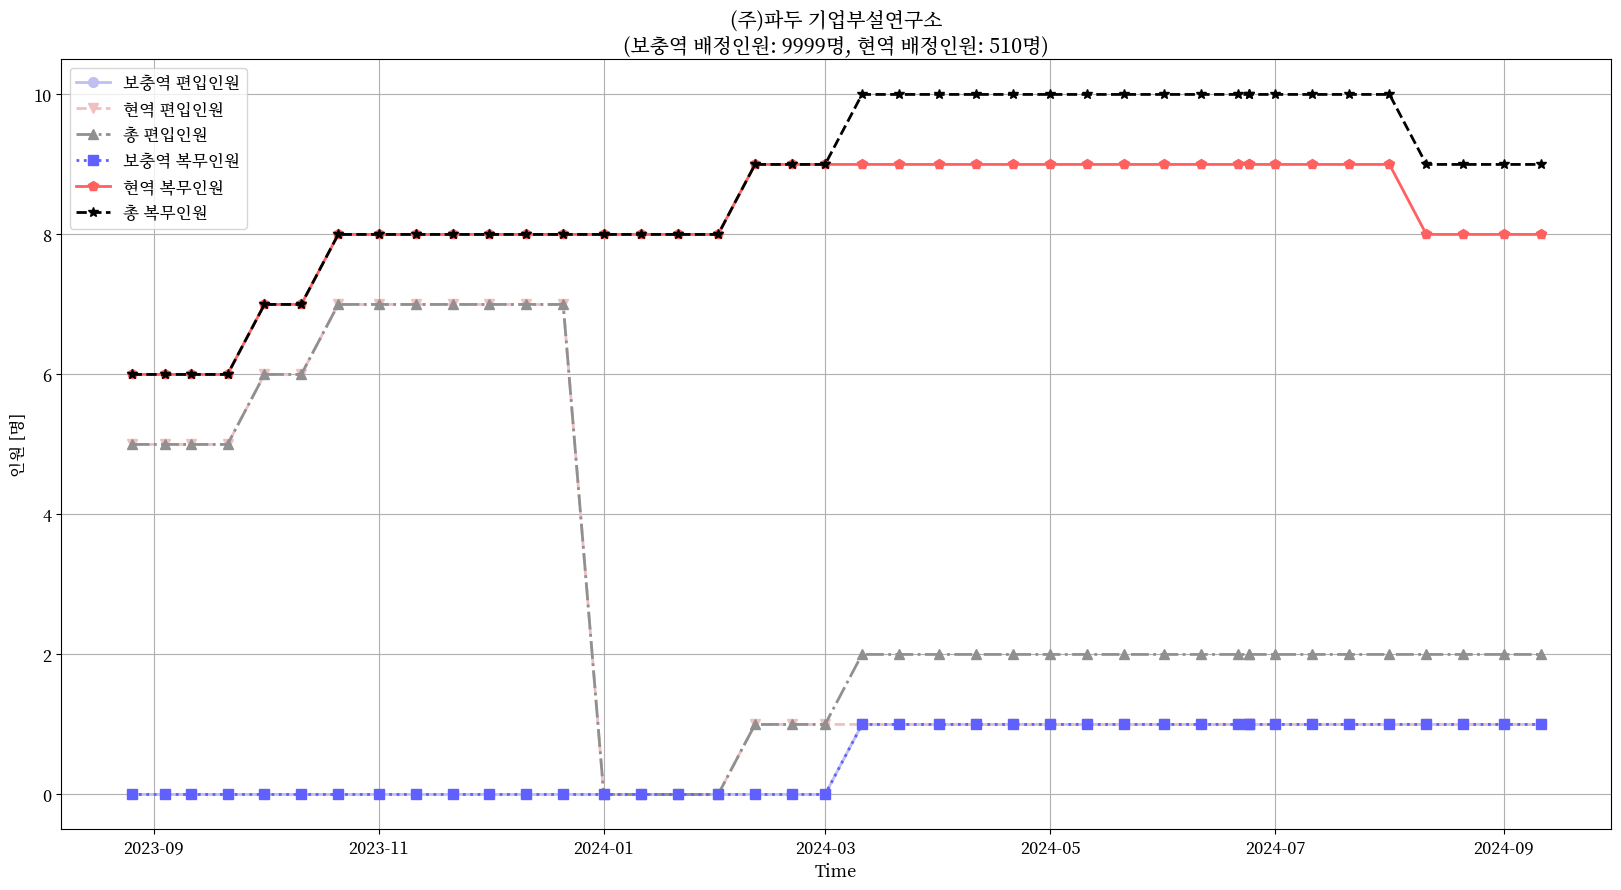 (주)파두 기업부설연구소
(보충역 배정인원: 9999명, 현역 배정인원: 510명)
보충역 편입인원
현역 편입인원
총 편입인원
보충역 복무인원
현역 복무인원
총 복무인원
10
8
6
4
2
0
인원 [명]
2023-09
2023-11
2024-01
2024-03
2024-05
2024-07
2024-09
Time